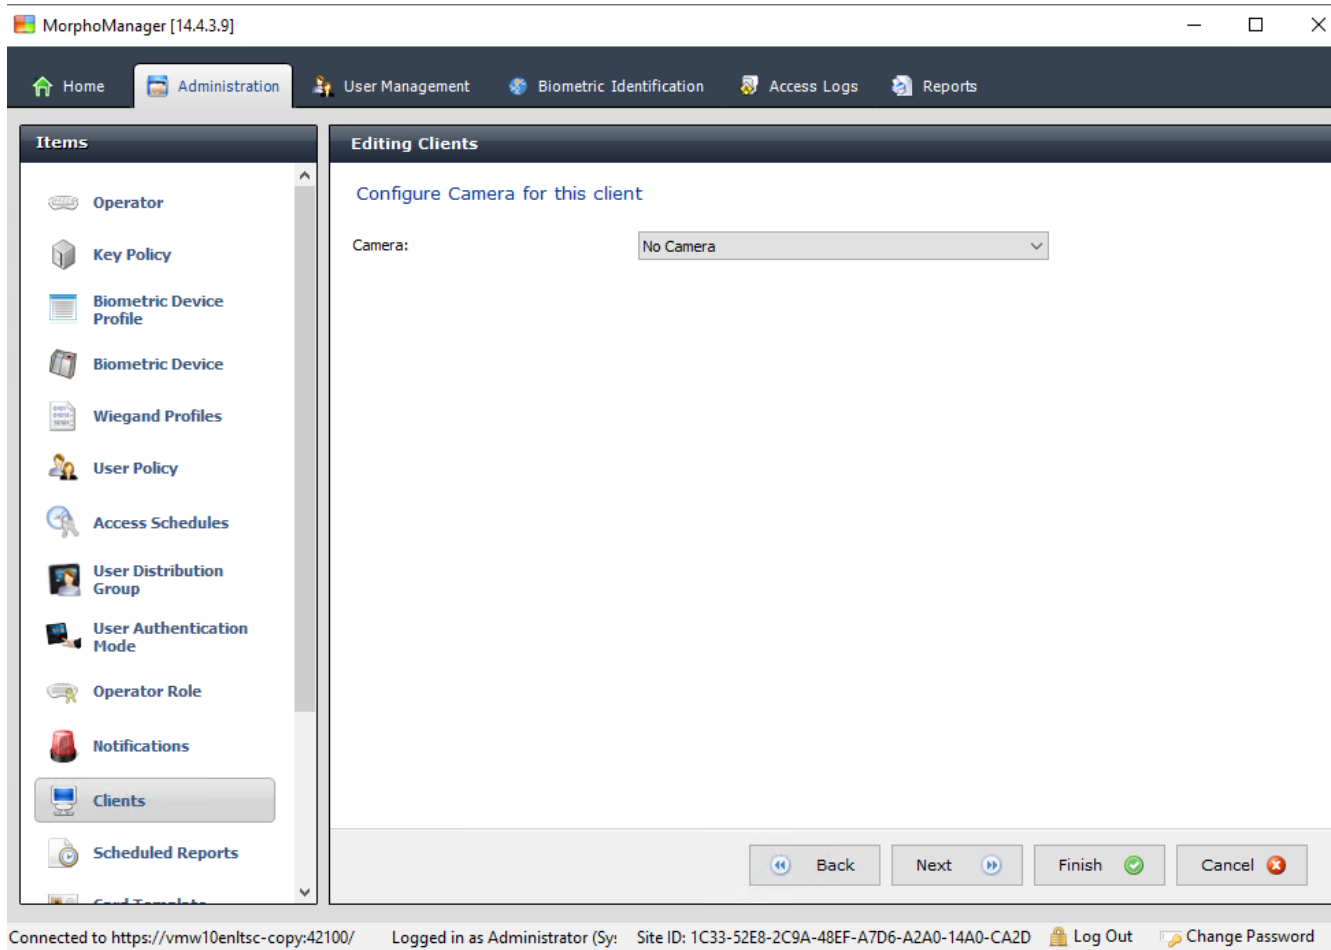 MorphoManager [14.4.3.9]
Home Administration User Management Biometric Identification Access Logs Reports
Items
Operator
Key Policy
Biometric Device
Profile
Biometric Device
Wiegand Profiles
User Policy
Access Schedules
User Distribution
Group
User Authentication
Mode
Operator Role
Notifications
Clients
Scheduled Reports
Card Template
Editing Clients
Configure Camera for this client
Camera: No Camera
Back Next Finish Cancel
Connected to https://vmw10enltsc-copy:42100/ Logged in as Administrator (Sy: Site ID: 1C33-52E8-2C9A-48EF-A7D6-A2A0-14A0-CA2D Log Out Change Password